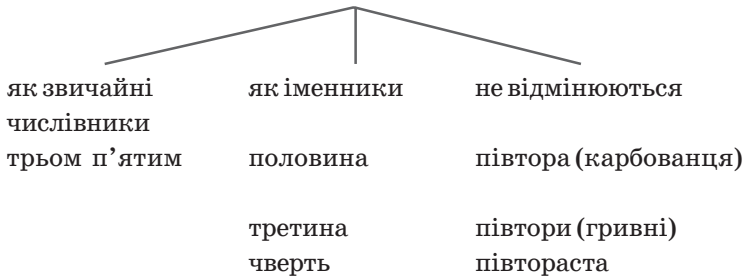 як звичайні як іменники не відмінюються
числівники
трьом п’ятим половина півтора (карбованця)
третина півтори (гривні)
чверть півтораста